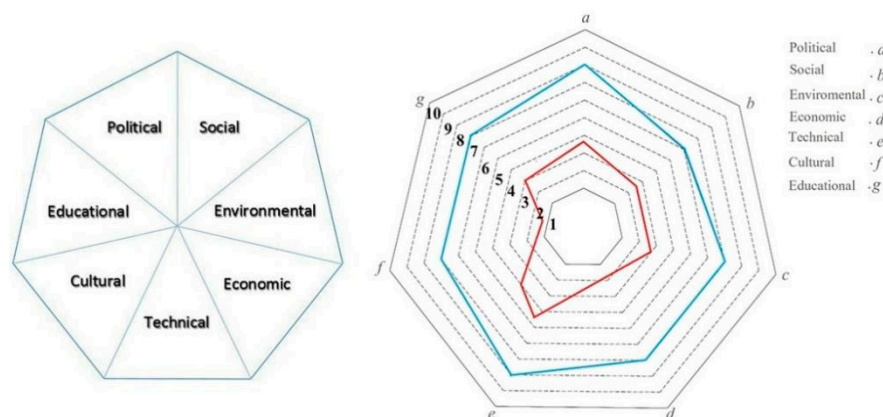 Political
Social
Educational
Environmental
Cultural
Economic
Technical
a
b
c
d
e
f
g
10
9
8
7
6
5
4
3
2
1
Political . a
Social . b
Enviromental . c
Economic . d
Technical . e
Cultural . f
Educational . g